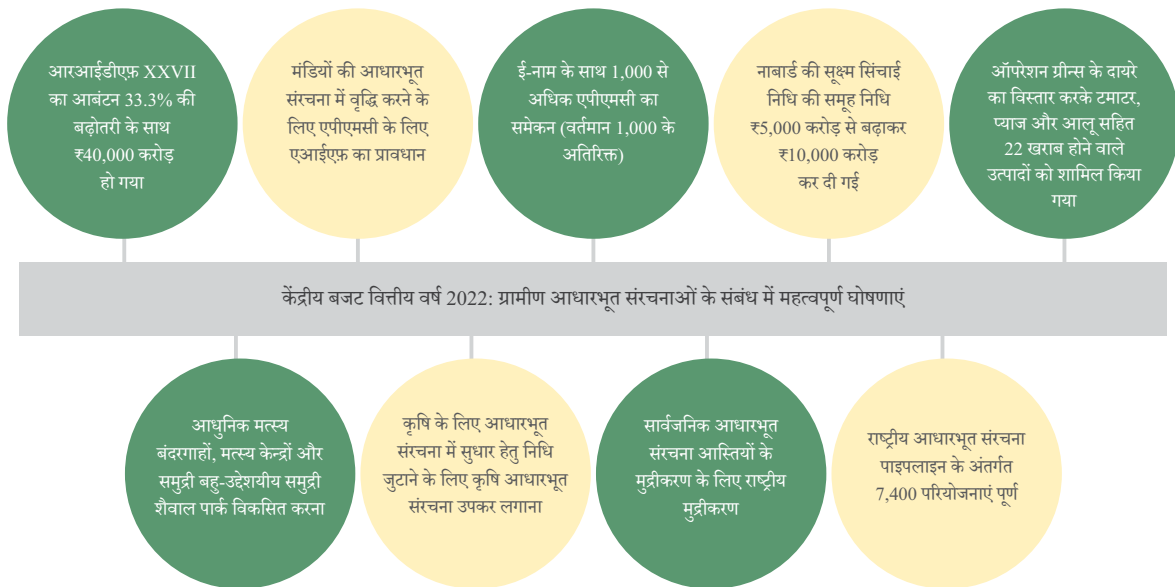 आरआईडीएफ़ XXVII
का आबंटन 33.3% की
बढ़ोतरी के साथ
₹40,000 करोड़
हो गया
मंडियों की आधारभूत
संरचना में वृद्धि करने के
लिए एपीएमसी के लिए
एआईएफ़ का प्रावधान
ई-नाम के साथ 1,000 से
अधिक एपीएमसी का
समेकन (वर्तमान 1,000 के
अतिरिक्त)
नाबार्ड की सूक्ष्म सिंचाई
निधि की समूह निधि
₹5,000 करोड़ से बढ़ाकर
₹10,000 करोड़
कर दी गई
ऑपरेशन ग्रीन्स के दायरे
का विस्तार करके टमाटर,
प्याज और आलू सहित
22 खराब होने वाले
उत्पादों को शामिल किया
गया
केंद्रीय बजट वित्तीय वर्ष 2022: ग्रामीण आधारभूत संरचनाओं के संबंध में महत्वपूर्ण घोषणाएं
आधुनिक मत्स्य
बंदरगाहों, मत्स्य केन्द्रों और
समुद्री बहु-उद्देशयीय समुद्री
शैवाल पार्क विकसित करना
कृषि के लिए आधारभूत
संरचना में सुधार हेतु निधि
जुटाने के लिए कृषि आधारभूत
संरचना उपकर लगाना
सार्वजनिक आधारभूत
संरचना आस्तियों के
मुद्रीकरण के लिए राष्ट्रीय
मुद्रीकरण
राष्ट्रीय आधारभूत संरचना
पाइपलाइन के अंतर्गत
7,400 परियोजनाएं पूर्ण